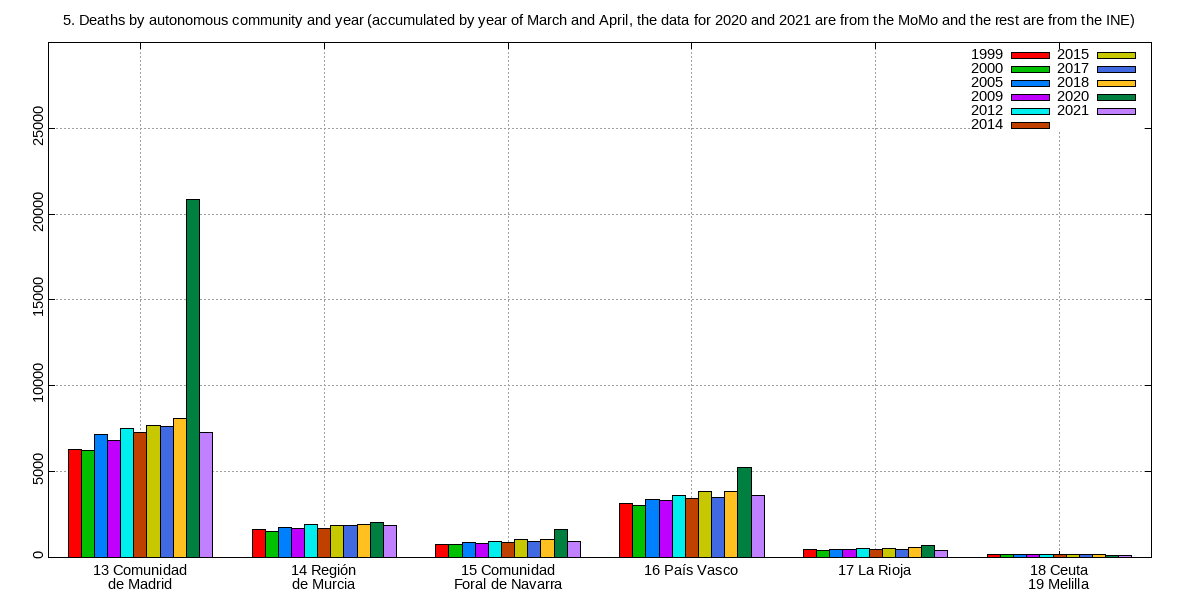 5. Deaths by autonomous community and year (accumulated by year of March and April, the data for 2020 and 2021 are from the MoMo and the rest are from the INE)
1999 2015
2000 2017
2005 2018
2009 2020
2012 2021
2014
25000
20000
15000
10000
5000
0
13 Comunidad
de Madrid
14 Región
de Murcia
15 Comunidad
Foral de Navarra
16 País Vasco
17 La Rioja
18 Ceuta
19 Melilla